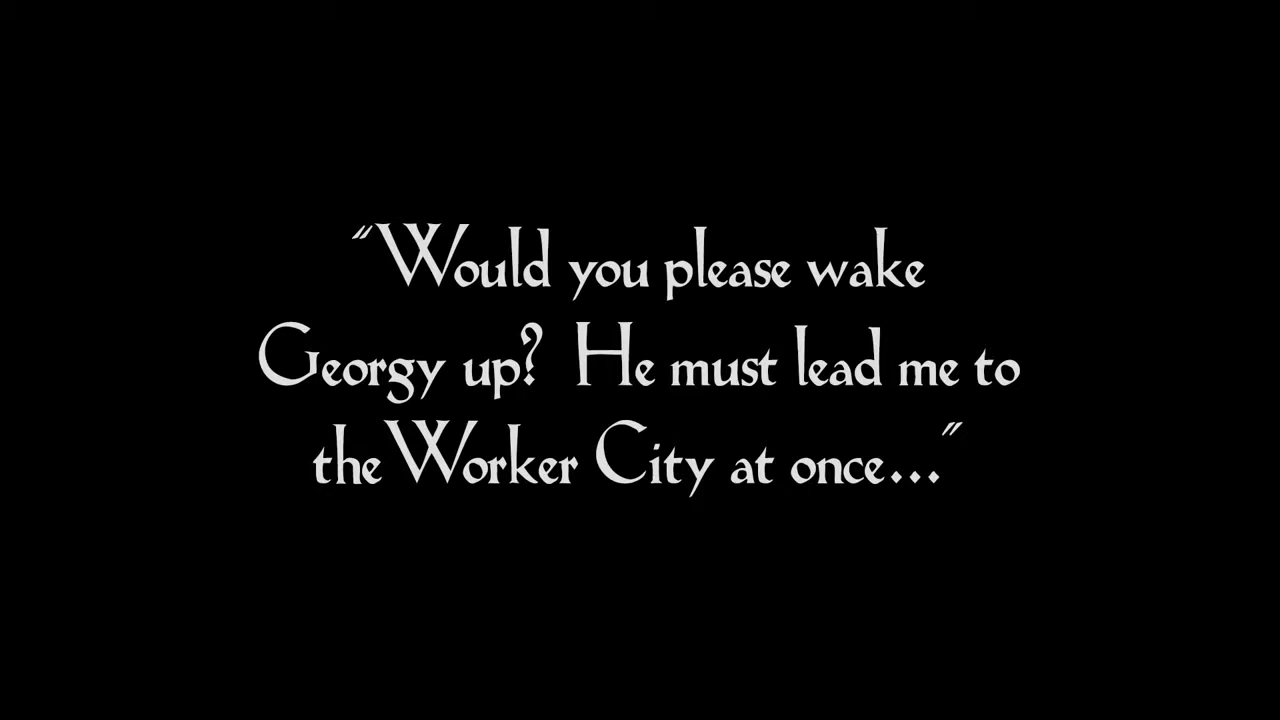 “Would you please wake
Georgy up?  He must lead me to
the Worker City at once...”